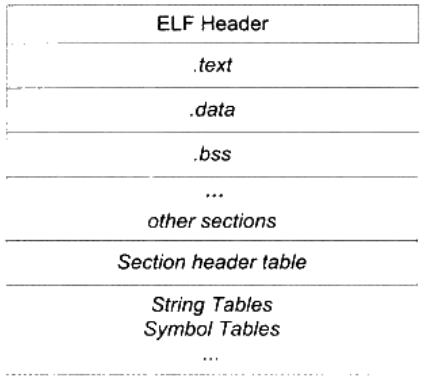 ELF Header
.text
.data
.bss
...
other sections
Section header table
String Tables
Symbol Tables
...